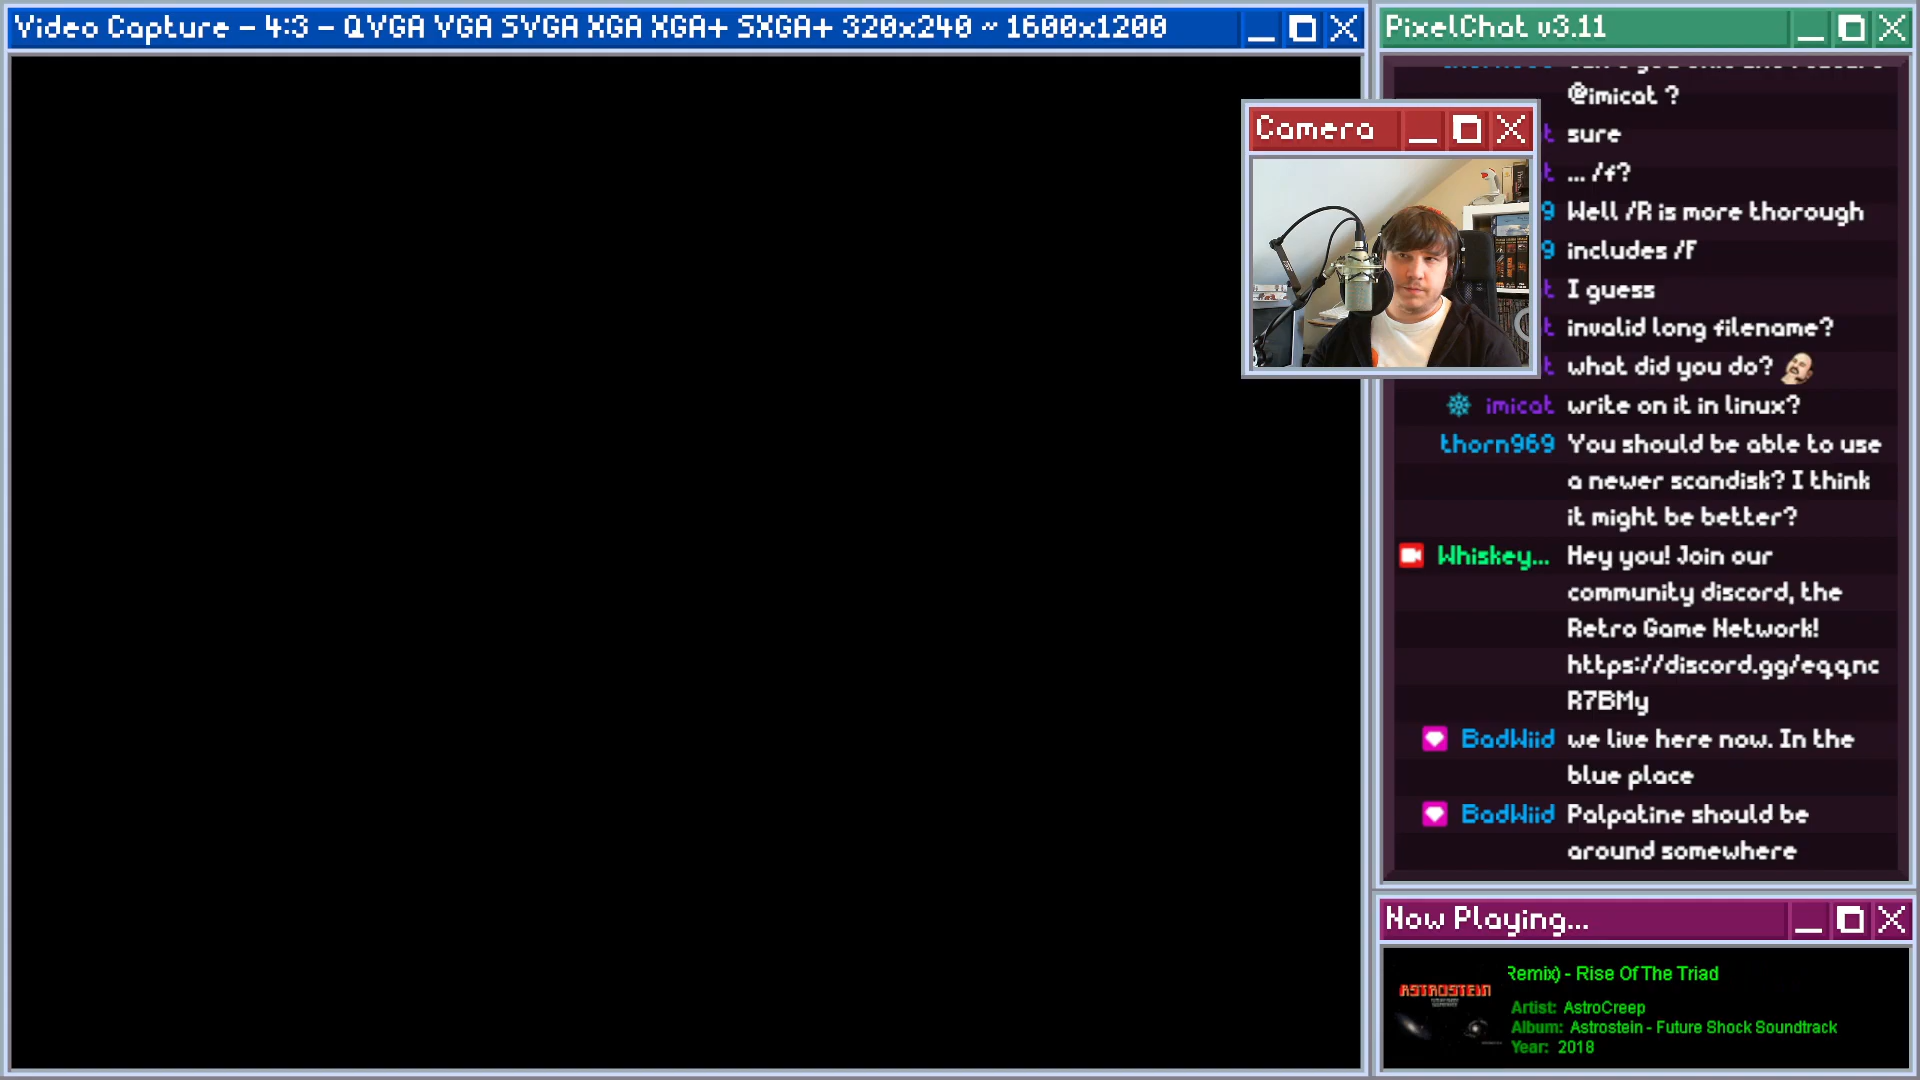 Video Capture - 4:3 - QVGA VGA SVGA XGA XGA+ SXGA+ 320x240 ~ 1600x1200
PixelChat v3.11
@imicat ?
Camera
t sure
t ... /f?
9 Well /R is more thorough
9 includes /F
t I guess
t invalid long filename?
t what did you do?
imicat write on it in linux?
thorn969 You should be able to use
a newer scandisk? I think
it might be better?
Whiskey... Hey you! Join our
community discord, the
Retro Game Network!
https://discord.gg/eqqnc
R7BMy
BadWiid we live here now. In the
blue place
BadWiid Palpatine should be
around somewhere
Now Playing...
Remix) - Rise Of The Triad
ASTROSTEIN
Artist: AstroCreep
Album: Astrostein - Future Shock Soundtrack
Year: 2018